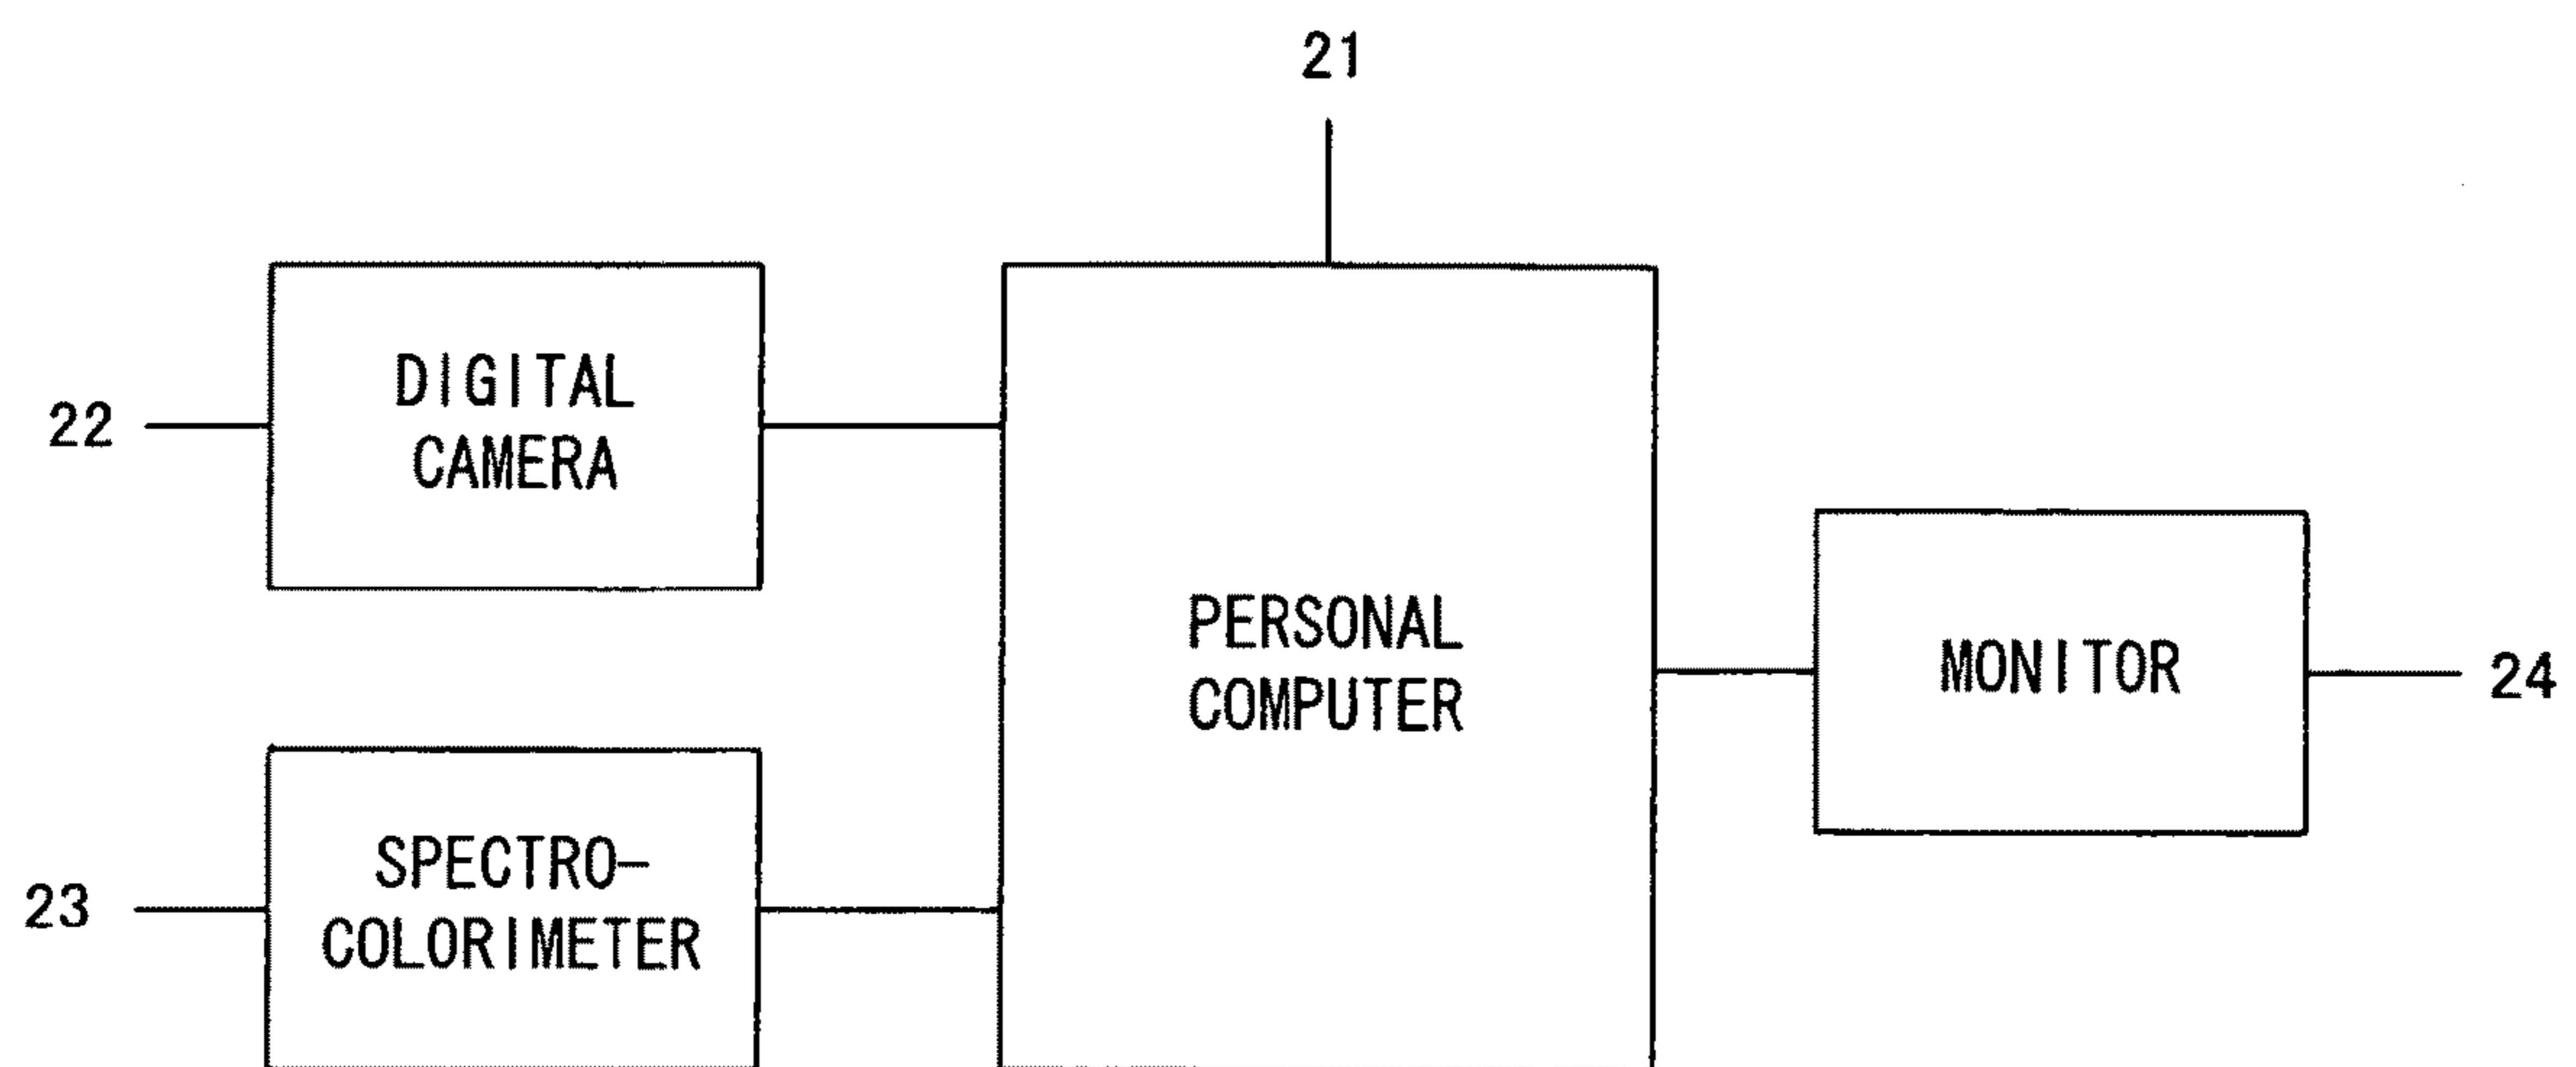 21
22
DIGITAL
CAMERA
PERSONAL
COMPUTER
MONITOR
24
23
SPECTRO-
COLORIMETER